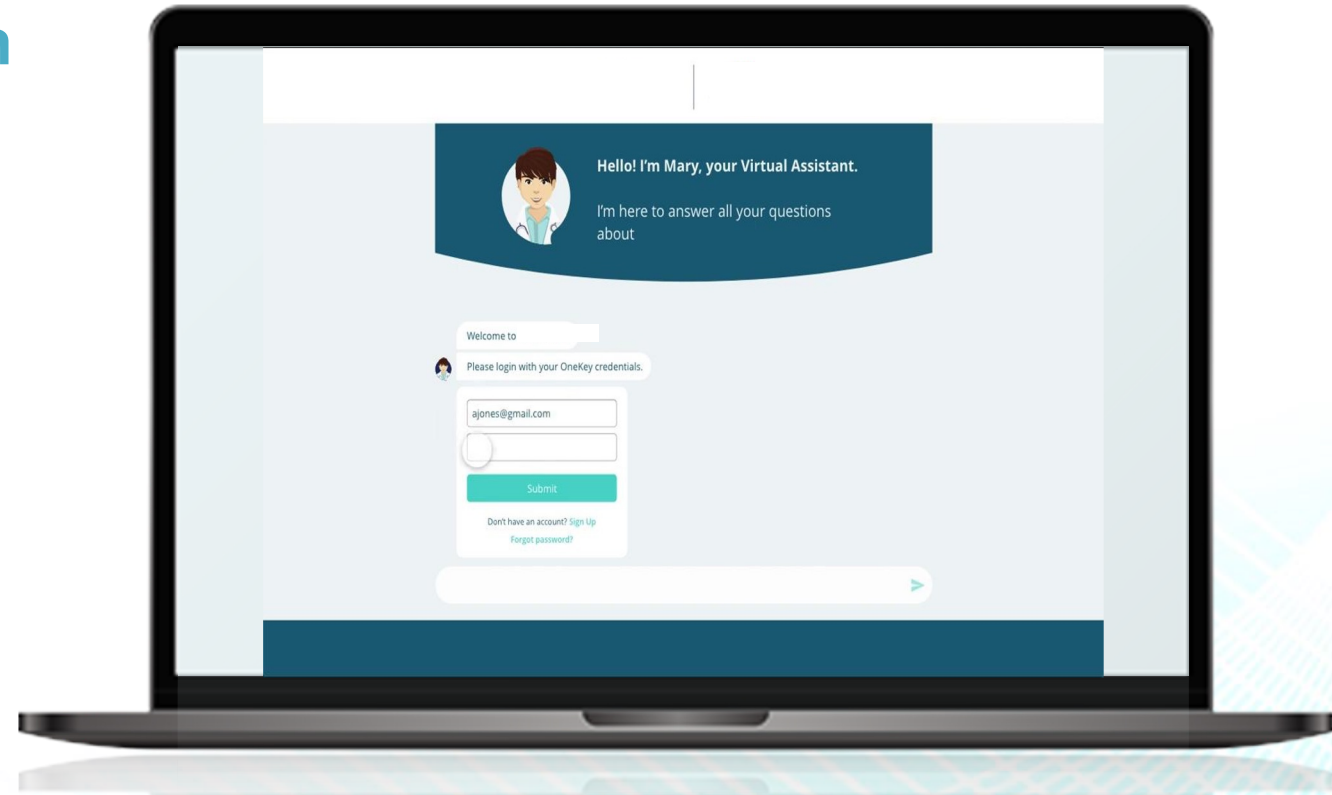 n
Hello! I'm Mary, your Virtual Assistant.
I'm here to answer all your questions
about
Welcome to
Please login with your OneKey credentials.
ajones@gmail.com
Submit
Don't have an account? Sign Up
Forgot password?